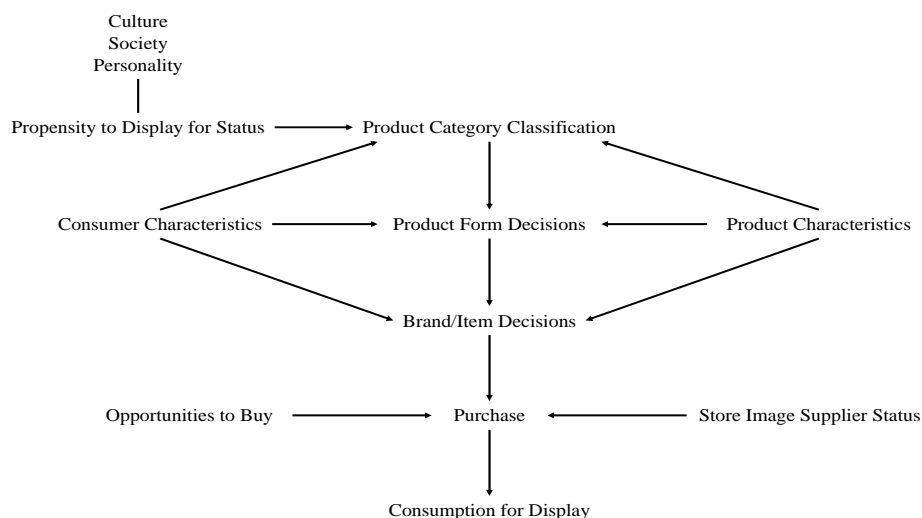 Culture
Society
Personality
Propensity to Display for Status
Product Category Classification
Consumer Characteristics
Product Form Decisions
Product Characteristics
Brand/Item Decisions
Opportunities to Buy
Purchase
Store Image Supplier Status
Consumption for Display